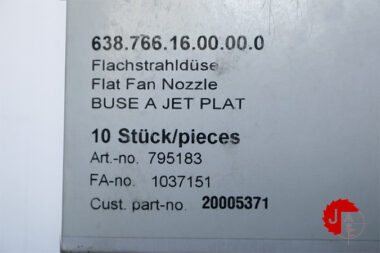 638.766.16.00.00.0
Flachstrahldüse
Flat Fan Nozzle
BUSE A JET PLAT
10 Stück/pieces
Art.-no. 795183
FA-no. 1037151
Cust. part-no. 20005371